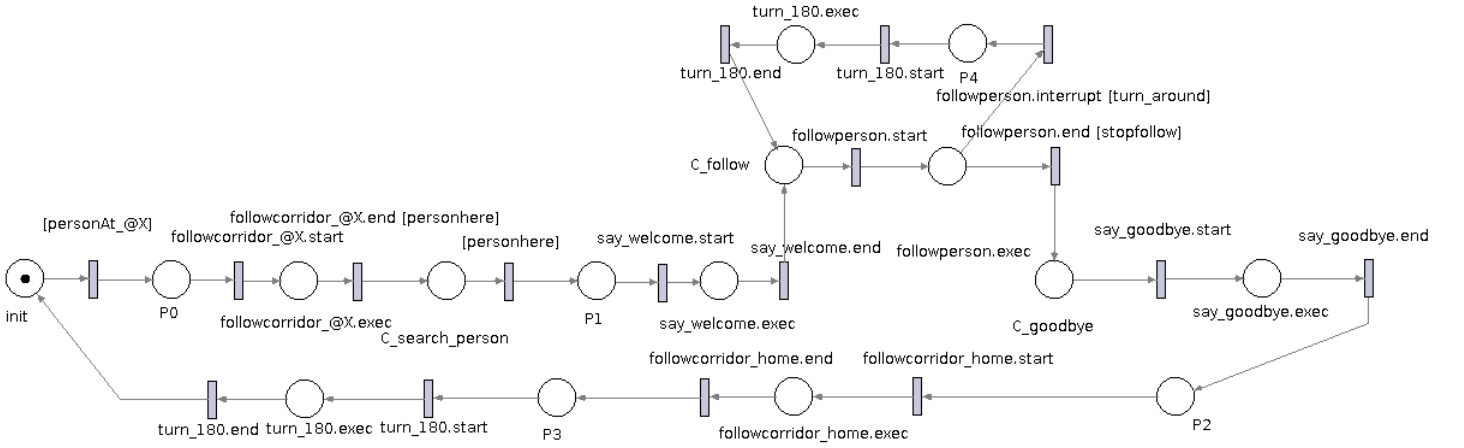 turn_180.exec
turn_180.end
turn_180.start
P4
followperson.interrupt [turn_around]
followperson.start
followperson.end [stopfollow]
C_follow
[personAt_@X]
followcorridor_@X.end [personhere]
followcorridor_@X.start
[personhere]
say_welcome.start
say_welcome.end
followperson.exec
say_goodbye.start
say_goodbye.end
init
P0
followcorridor_@X.exec
C_search_person
P1
say_welcome.exec
C_goodbye
say_goodbye.exec
followcorridor_home.end
followcorridor_home.start
turn_180.end
turn_180.exec
turn_180.start
P3
followcorridor_home.exec
P2